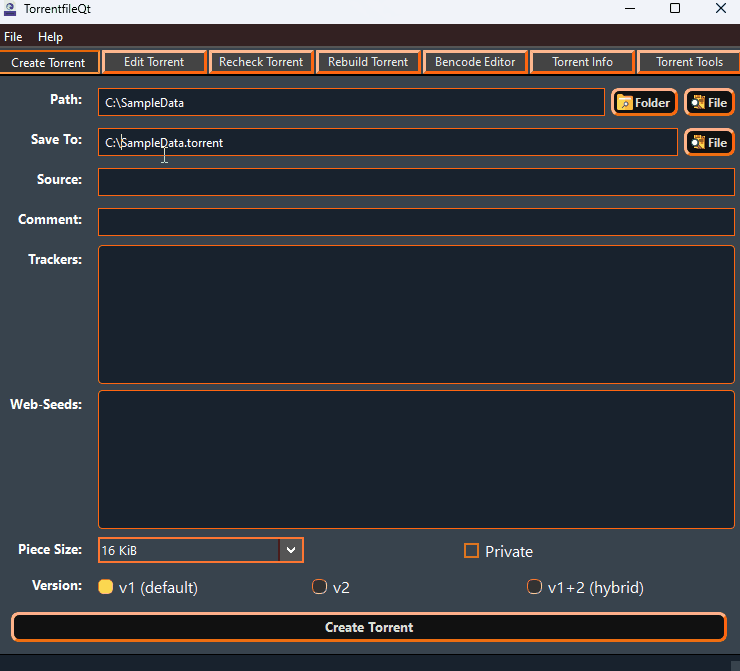 TorrentfileQt
File Help
Create Torrent Edit Torrent Recheck Torrent Rebuild Torrent Bencode Editor Torrent Info Torrent Tools
Path: C:\SampleData Folder File
Save To: C:\SampleData.torrent File
Source:
Comment:
Trackers:
Web-Seeds:
Piece Size: 16 KiB Private
Version: v1 (default) v2 v1+2 (hybrid)
Create Torrent